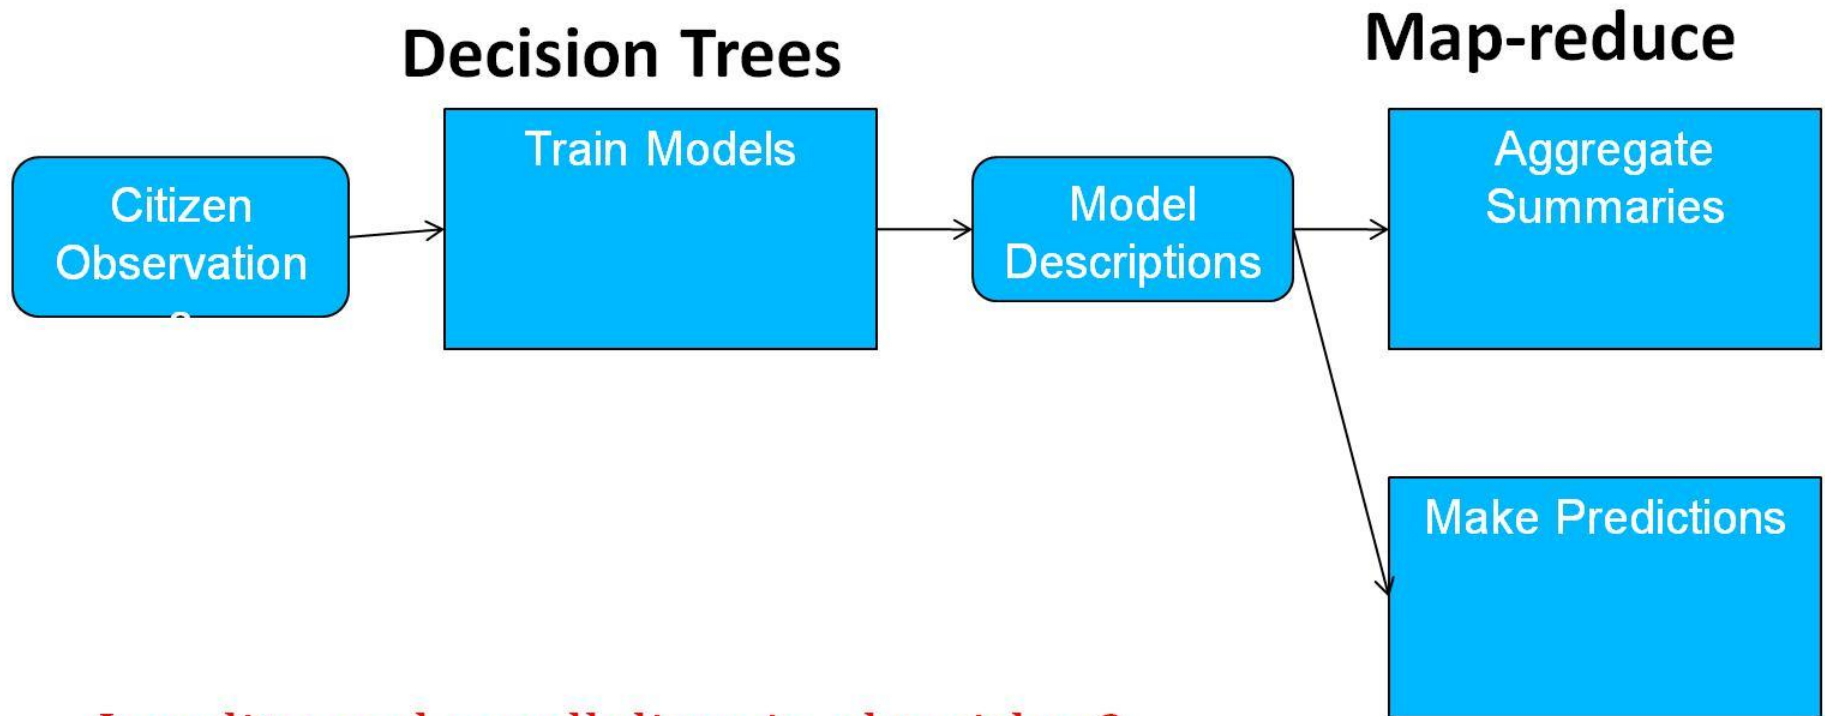 Decision Trees
Map-reduce
Citizen
Observation
s
Train Models
Model
Descriptions
Aggregate
Summaries
Make Predictions